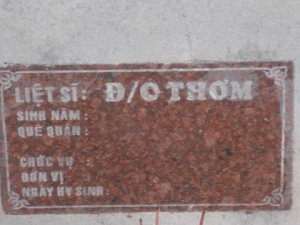 LIỆT SĨ : Đ/C THƠM
SINH NĂM :
QUÊ QUÁN :
CHỨC VỤ :
ĐƠN VỊ :
NGÀY HY SINH :